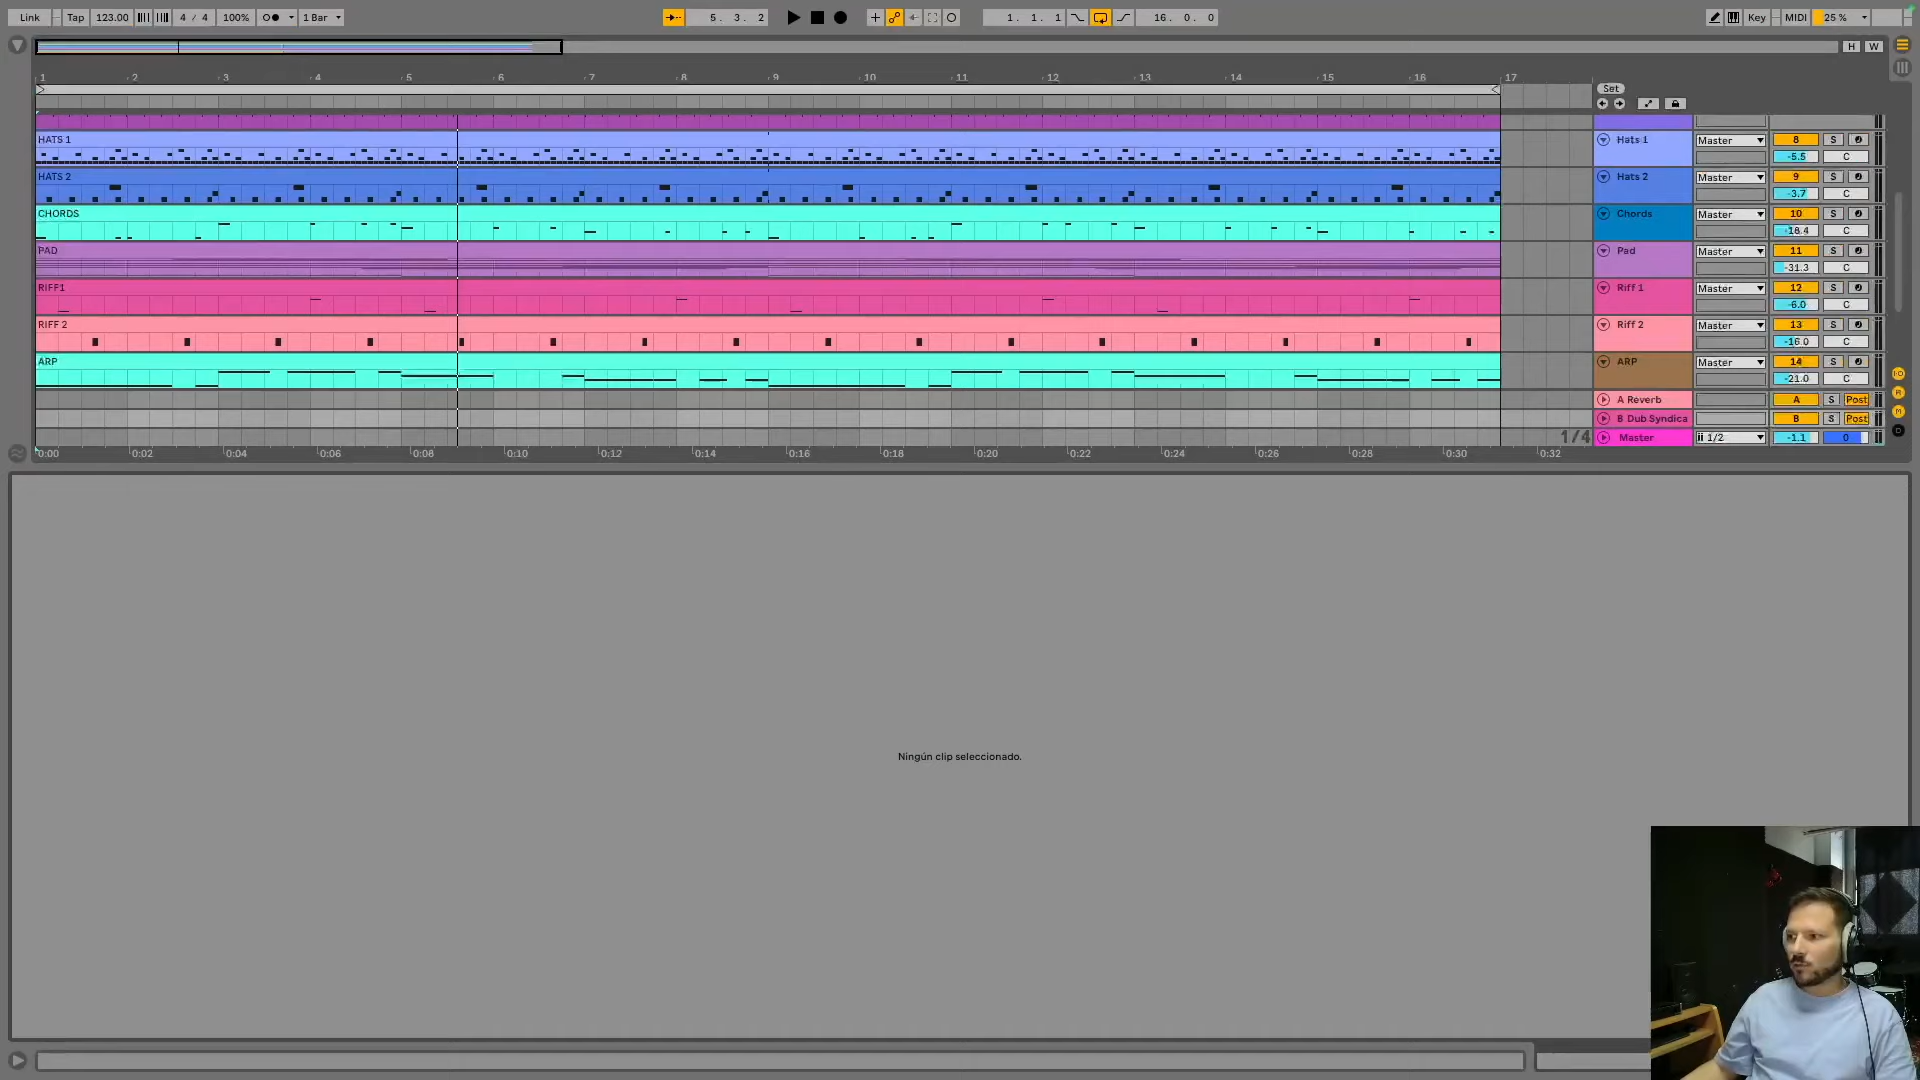 Link Tap 123.00 4 / 4 100% 1 Bar 5. 3. 2 1. 1. 1 16. 0. 0 Key MIDI 25 %
H W
1 2 3 4 5 6 7 8 9 10 11 12 13 14 15 16 17
Set
HATS 1 Hats 1 Master 8 S
-5.5 C
HATS 2 Hats 2 Master 9 S
-3.7 C
CHORDS Chords Master 10 S
-18.4 C
PAD Pad Master 11 S
-31.3 C
RIFF1 Riff 1 Master 12 S
-6.0 C
RIFF 2 Riff 2 Master 13 S
-16.0 C
ARP ARP Master 14 S
-21.0 C
A Reverb A S Post
B Dub Syndica B S Post
1/4 Master 1/2 -1.1 0
0:00 0:02 0:04 0:06 0:08 0:10 0:12 0:14 0:16 0:18 0:20 0:22 0:24 0:26 0:28 0:30 0:32
Ningún clip seleccionado.